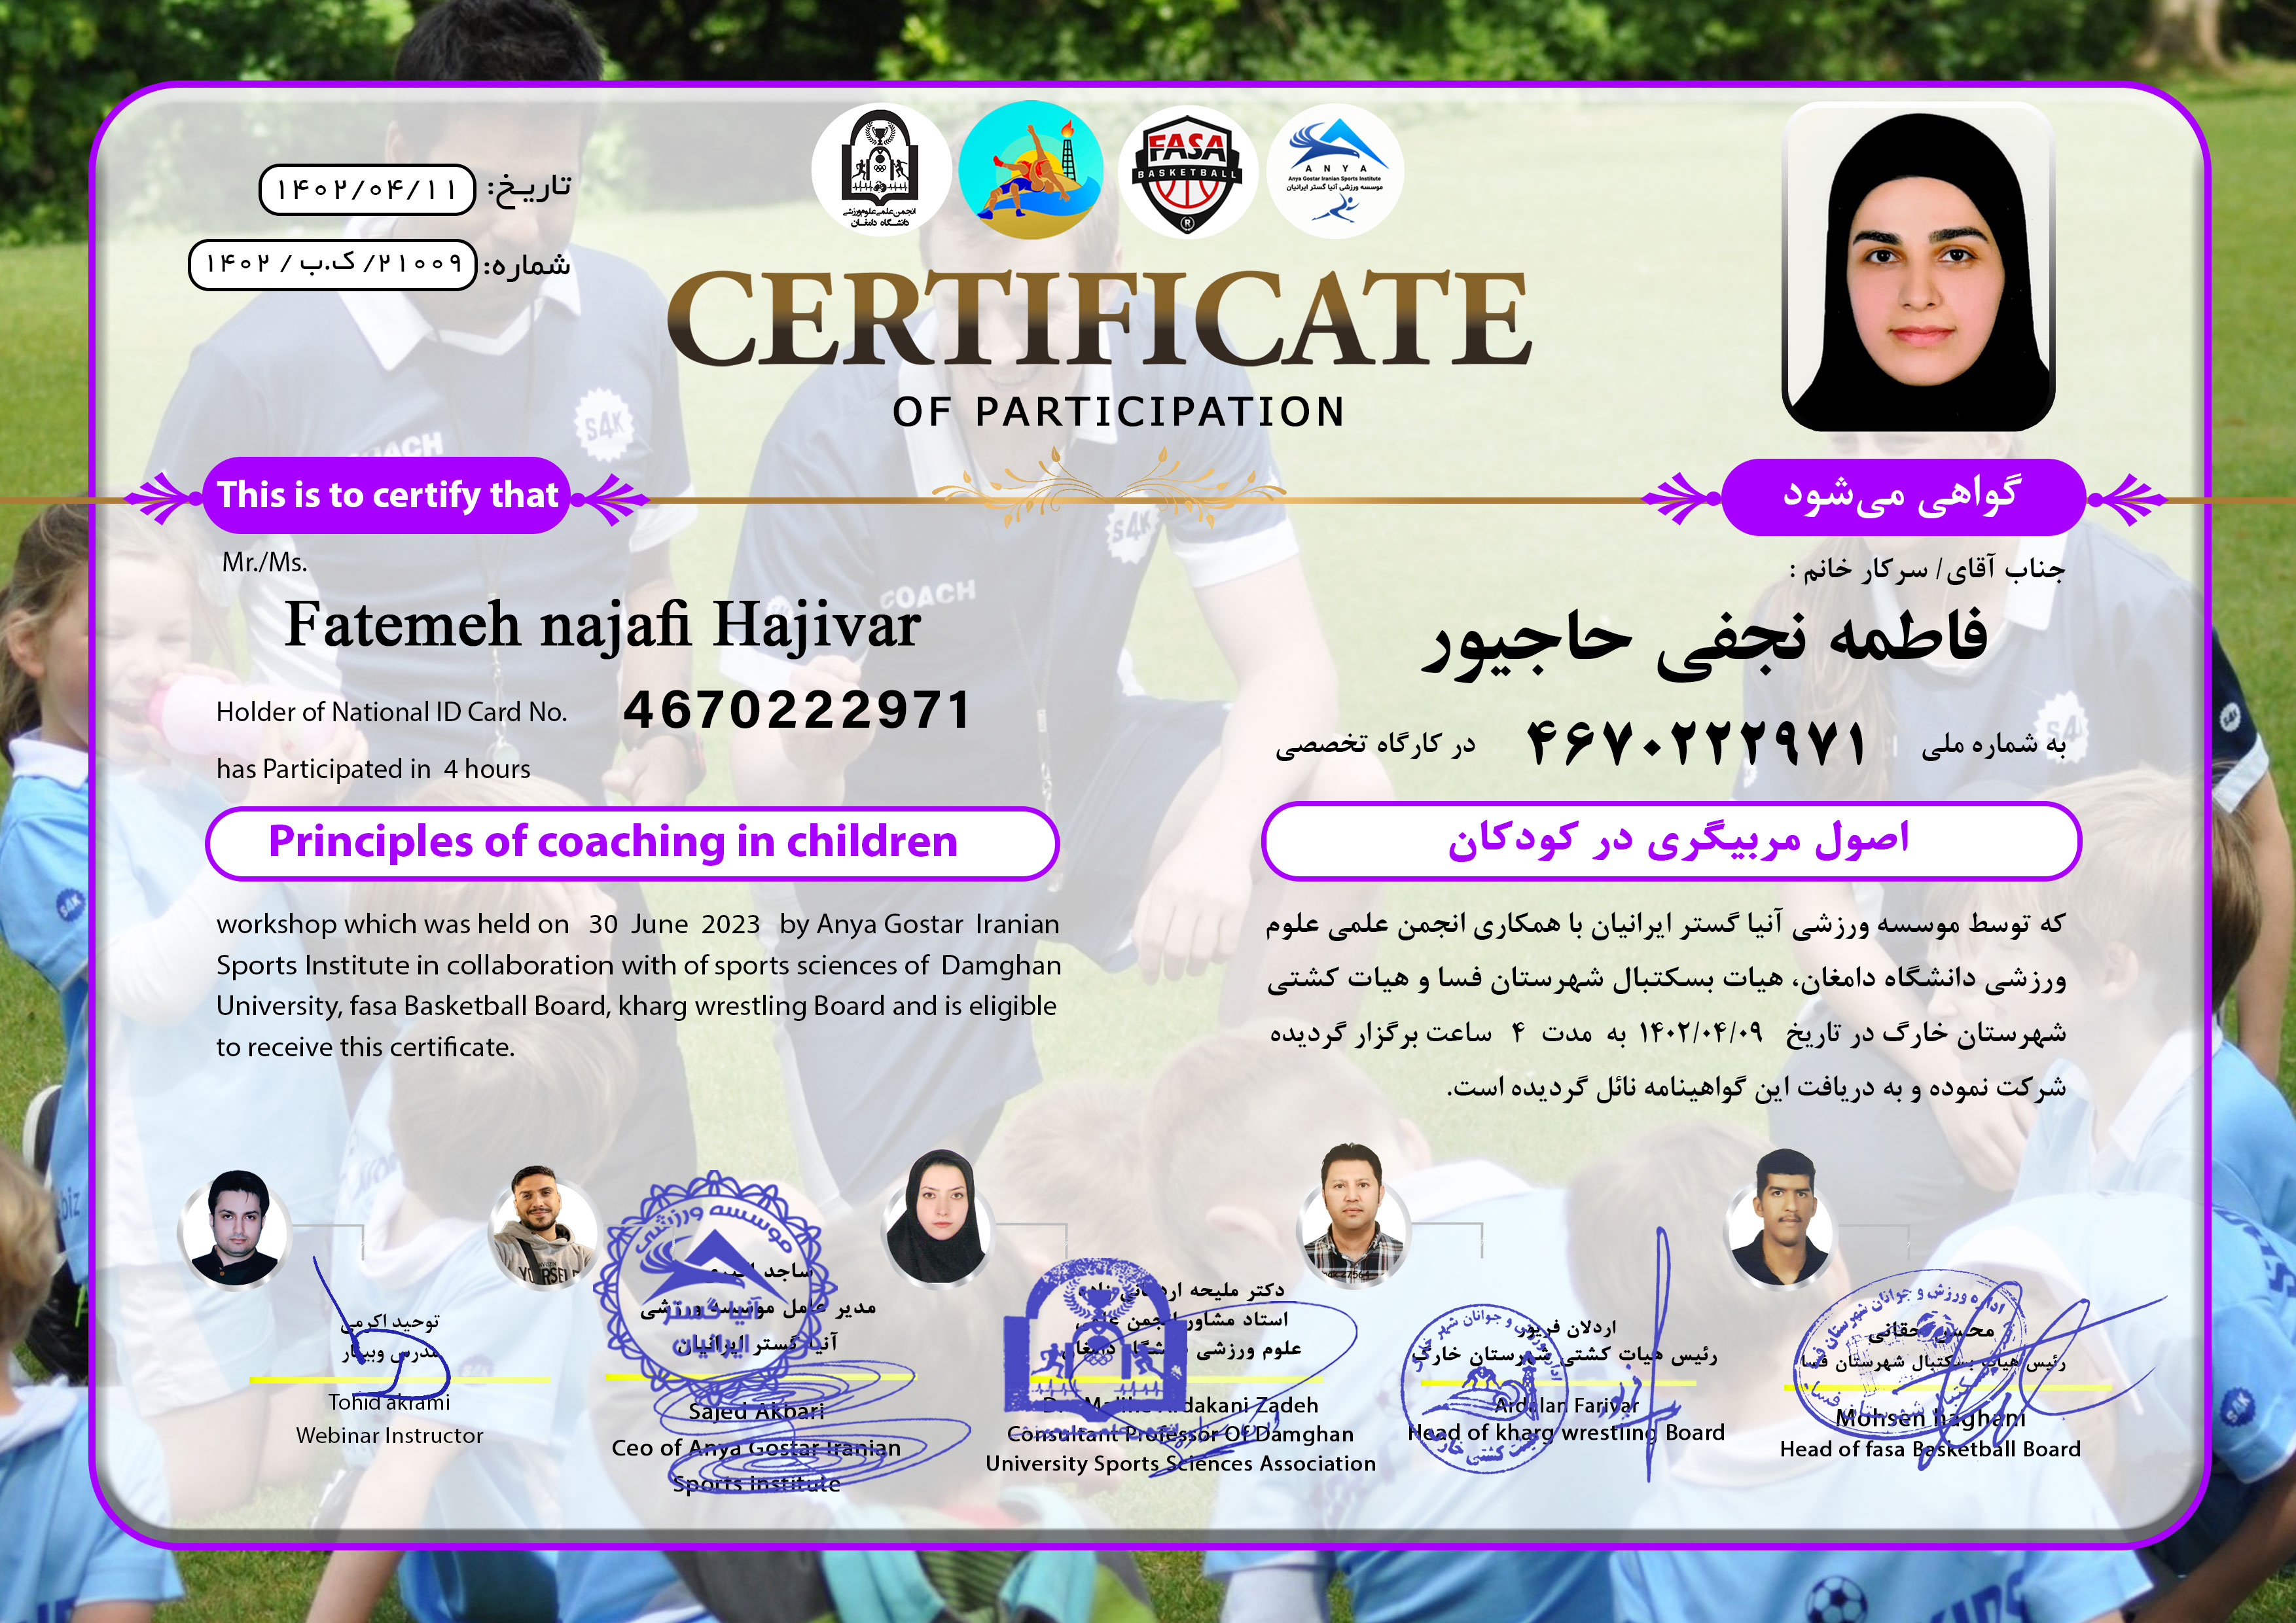 انجمن علمی علوم ورزشی
دانشگاه دامغان
FASA
BASKETBALL
®
ANYA
Anya Gostar Iranian Sports Institute
موسسه ورزشی آنیا گستر ایرانیان
تاریخ: ۱۴۰۲/۰۴/۱۱
شماره: ۲۱۰۰۹/ ک.ب / ۱۴۰۲
CERTIFICATE
OF PARTICIPATION
This is to certify that
Mr./Ms.
Fatemeh najafi Hajivar
Holder of National ID Card No. 4670222971
has Participated in 4 hours
Principles of coaching in children
workshop which was held on 30 June 2023 by Anya Gostar Iranian
Sports Institute in collaboration with of sports sciences of Damghan
University, fasa Basketball Board, kharg wrestling Board and is eligible
to receive this certificate.
گواهی می‌شود
جناب آقای/ سرکار خانم :
فاطمه نجفی حاجیور
به شماره ملی ۴۶۷۰۲۲۲۹۷۱ در کارگاه تخصصی
اصول مربیگری در کودکان
که توسط موسسه ورزشی آنیا گستر ایرانیان با همکاری انجمن علمی علوم
ورزشی دانشگاه دامغان، هیات بسکتبال شهرستان فسا و هیات کشتی
شهرستان خارگ در تاریخ ۱۴۰۲/۰۴/۰۹ به مدت ۴ ساعت برگزار گردیده
شرکت نموده و به دریافت این گواهینامه نائل گردیده است.
توحید اکرمی
مدرس وبینار
Tohid akrami
Webinar Instructor
موسسه ورزشی
آنیا گستر
ایرانیان
ساجد
مدیر عامل موسسه ورزشی
آنیا گستر ایرانیان
Sajed Akbari
Ceo of Anya Gostar Iranian
Sports Institute
دکتر ملیحه
استاد مشاور انجمن علمی
علوم ورزشی دانشگاه دامغان
Ardakani Zadeh
Consultant Professor Of Damghan
University Sports Sciences Association
اردلان فریور
رئیس هیات کشتی شهرستان خارگ
Ardalan Farivar
Head of kharg wrestling Board
محسن حقانی
رئیس هیات بسکتبال شهرستان فسا
Mohsen haghani
Head of fasa Basketball Board
COACH
S4K
COACH
S4K
S4K
S4K